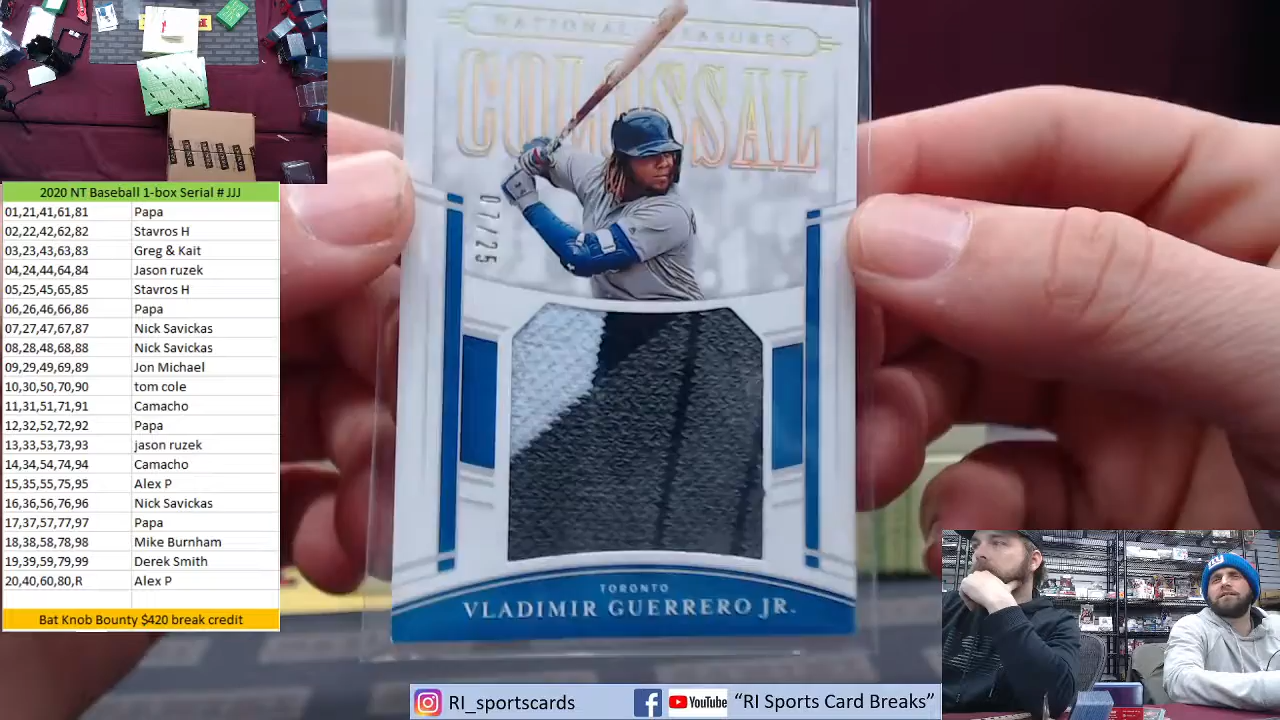 2020 NT Baseball 1-box Serial # JJJ
01,21,41,61,81 Papa
02,22,42,62,82 Stavros H
03,23,43,63,83 Greg & Kait
04,24,44,64,84 Jason ruzek
05,25,45,65,85 Stavros H
06,26,46,66,86 Papa
07,27,47,67,87 Nick Savickas
08,28,48,68,88 Nick Savickas
09,29,49,69,89 Jon Michael
10,30,50,70,90 tom cole
11,31,51,71,91 Camacho
12,32,52,72,92 Papa
13,33,53,73,93 jason ruzek
14,34,54,74,94 Camacho
15,35,55,75,95 Alex P
16,36,56,76,96 Nick Savickas
17,37,57,77,97 Papa
18,38,58,78,98 Mike Burnham
19,39,59,79,99 Derek Smith
20,40,60,80,R Alex P
Bat Knob Bounty $420 break credit
NATIONAL TREASURES
COLOSSAL
07/25
TORONTO
VLADIMIR GUERRERO JR.
RI_sportscards
YouTube "RI Sports Card Breaks"